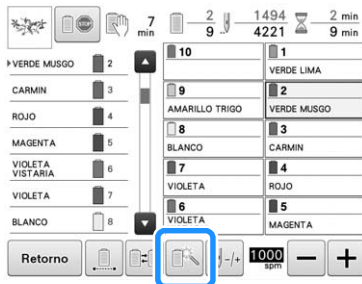 STOP
7 min
2 1494 2 min
9 4221 9 min
VERDE MUSGO 2
CARMIN 3
ROJO 4
MAGENTA 5
VIOLETA VISTARIA 6
VIOLETA 7
BLANCO 8
10
1 VERDE LIMA
9 AMARILLO TRIGO
2 VERDE MUSGO
8 BLANCO
3 CARMIN
7 VIOLETA
4 ROJO
6 VIOLETA
5 MAGENTA
Retorno
-/+
1000 spm
− +